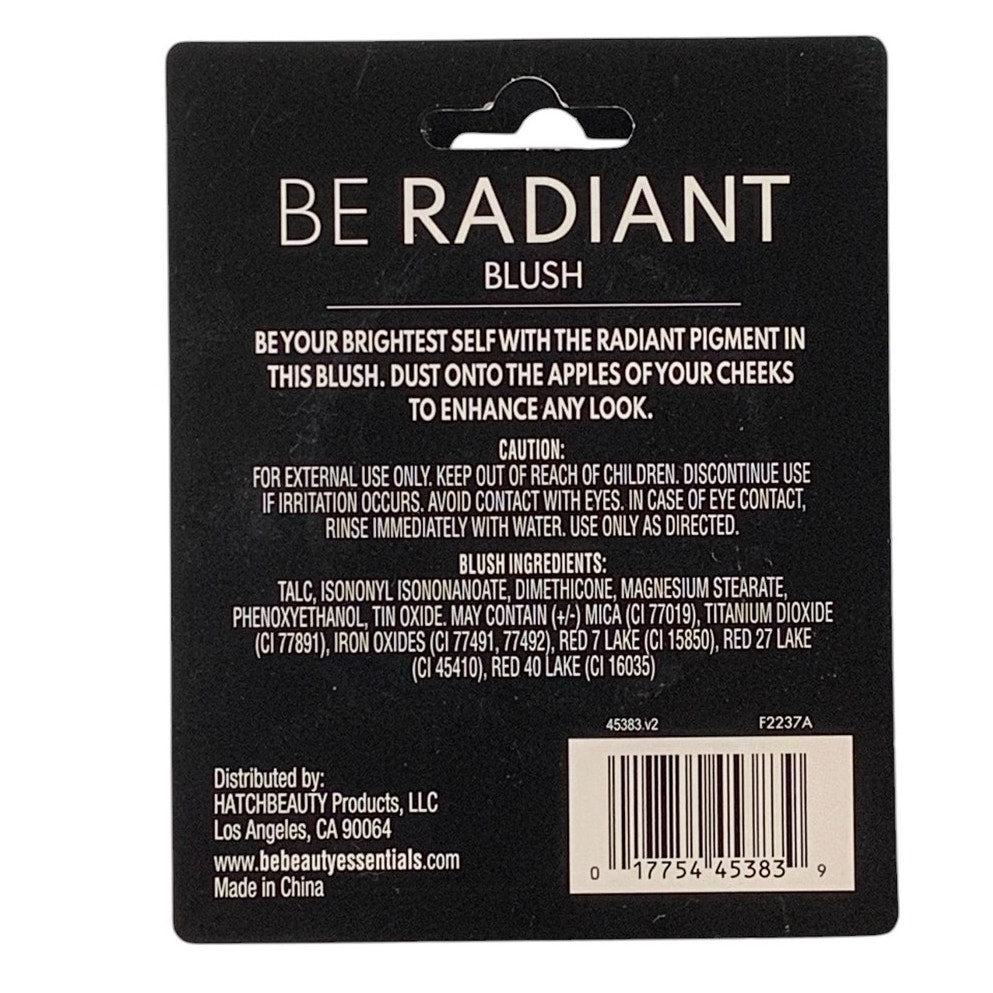 BE RADIANT
BLUSH
BE YOUR BRIGHTEST SELF WITH THE RADIANT PIGMENT IN
THIS BLUSH. DUST ONTO THE APPLES OF YOUR CHEEKS
TO ENHANCE ANY LOOK.
CAUTION:
FOR EXTERNAL USE ONLY. KEEP OUT OF REACH OF CHILDREN. DISCONTINUE USE
IF IRRITATION OCCURS. AVOID CONTACT WITH EYES. IN CASE OF EYE CONTACT,
RINSE IMMEDIATELY WITH WATER. USE ONLY AS DIRECTED.
BLUSH INGREDIENTS:
TALC, ISONONYL ISONONANOATE, DIMETHICONE, MAGNESIUM STEARATE,
PHENOXYETHANOL, TIN OXIDE. MAY CONTAIN (+/-) MICA (CI 77019), TITANIUM DIOXIDE
(CI 77891), IRON OXIDES (CI 77491, 77492), RED 7 LAKE (CI 15850), RED 27 LAKE
(CI 45410), RED 40 LAKE (CI 16035)
45383.v2 F2237A
Distributed by:
HATCHBEAUTY Products, LLC
Los Angeles, CA 90064
www.bebeautyessentials.com
Made in China
0 17754 45383 9